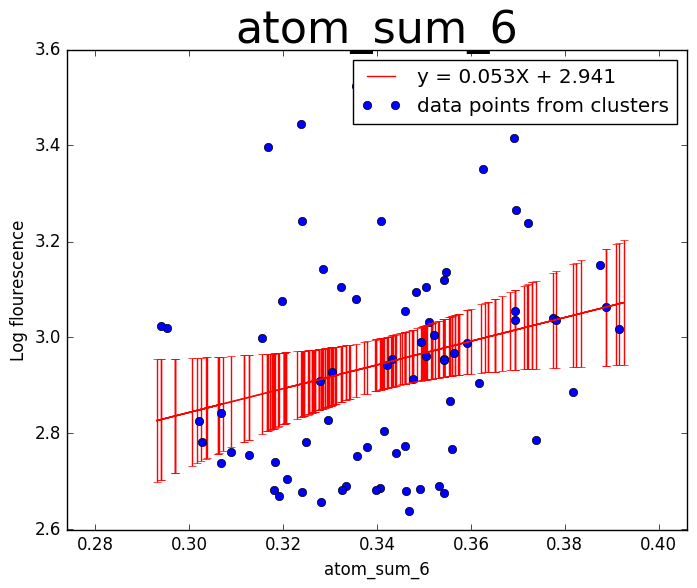 atom_sum_6
3.6
y = 0.053X + 2.941
data points from clusters
3.4
3.2
3.0
2.8
2.6
Log flourescence
0.28 0.30 0.32 0.34 0.36 0.38 0.40
atom_sum_6